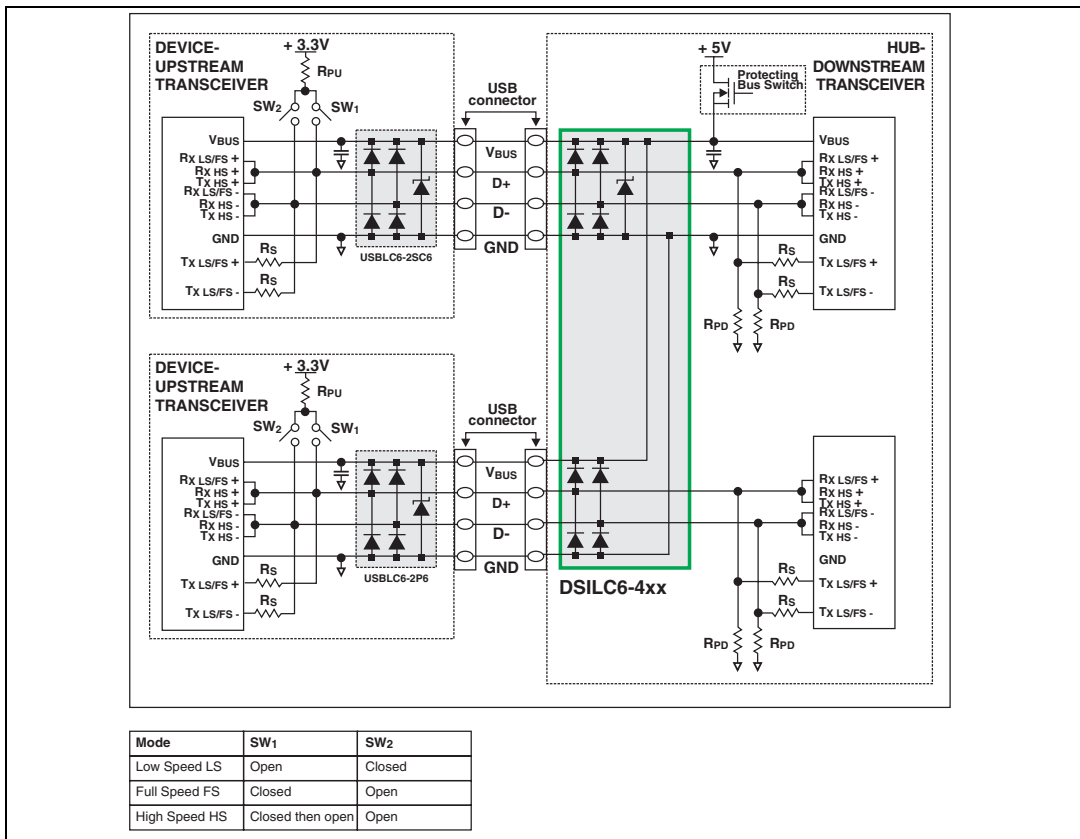 DEVICE-
UPSTREAM
TRANSCEIVER
+ 3.3V
RPU
SW2
SW1
VBUS
RX LS/FS +
RX HS +
TX HS +
RX LS/FS -
RX HS -
TX HS -
GND
TX LS/FS +
TX LS/FS -
RS
RS
USBLC6-2SC6
USB
connector
VBUS
D+
D-
GND
+ 5V
Protecting
Bus Switch
HUB-
DOWNSTREAM
TRANSCEIVER
VBUS
RX LS/FS +
RX HS +
TX HS +
RX LS/FS -
RX HS -
TX HS -
GND
TX LS/FS +
TX LS/FS -
RS
RS
RPD
RPD
DEVICE-
UPSTREAM
TRANSCEIVER
+ 3.3V
RPU
SW2
SW1
VBUS
RX LS/FS +
RX HS +
TX HS +
RX LS/FS -
RX HS -
TX HS -
GND
TX LS/FS +
TX LS/FS -
RS
RS
USBLC6-2P6
USB
connector
VBUS
D+
D-
GND
DSILC6-4xx
RX LS/FS +
RX HS +
TX HS +
RX LS/FS -
RX HS -
TX HS -
GND
TX LS/FS +
TX LS/FS -
RS
RS
RPD
RPD
Mode SW1 SW2
Low Speed LS Open Closed
Full Speed FS Closed Open
High Speed HS Closed then open Open